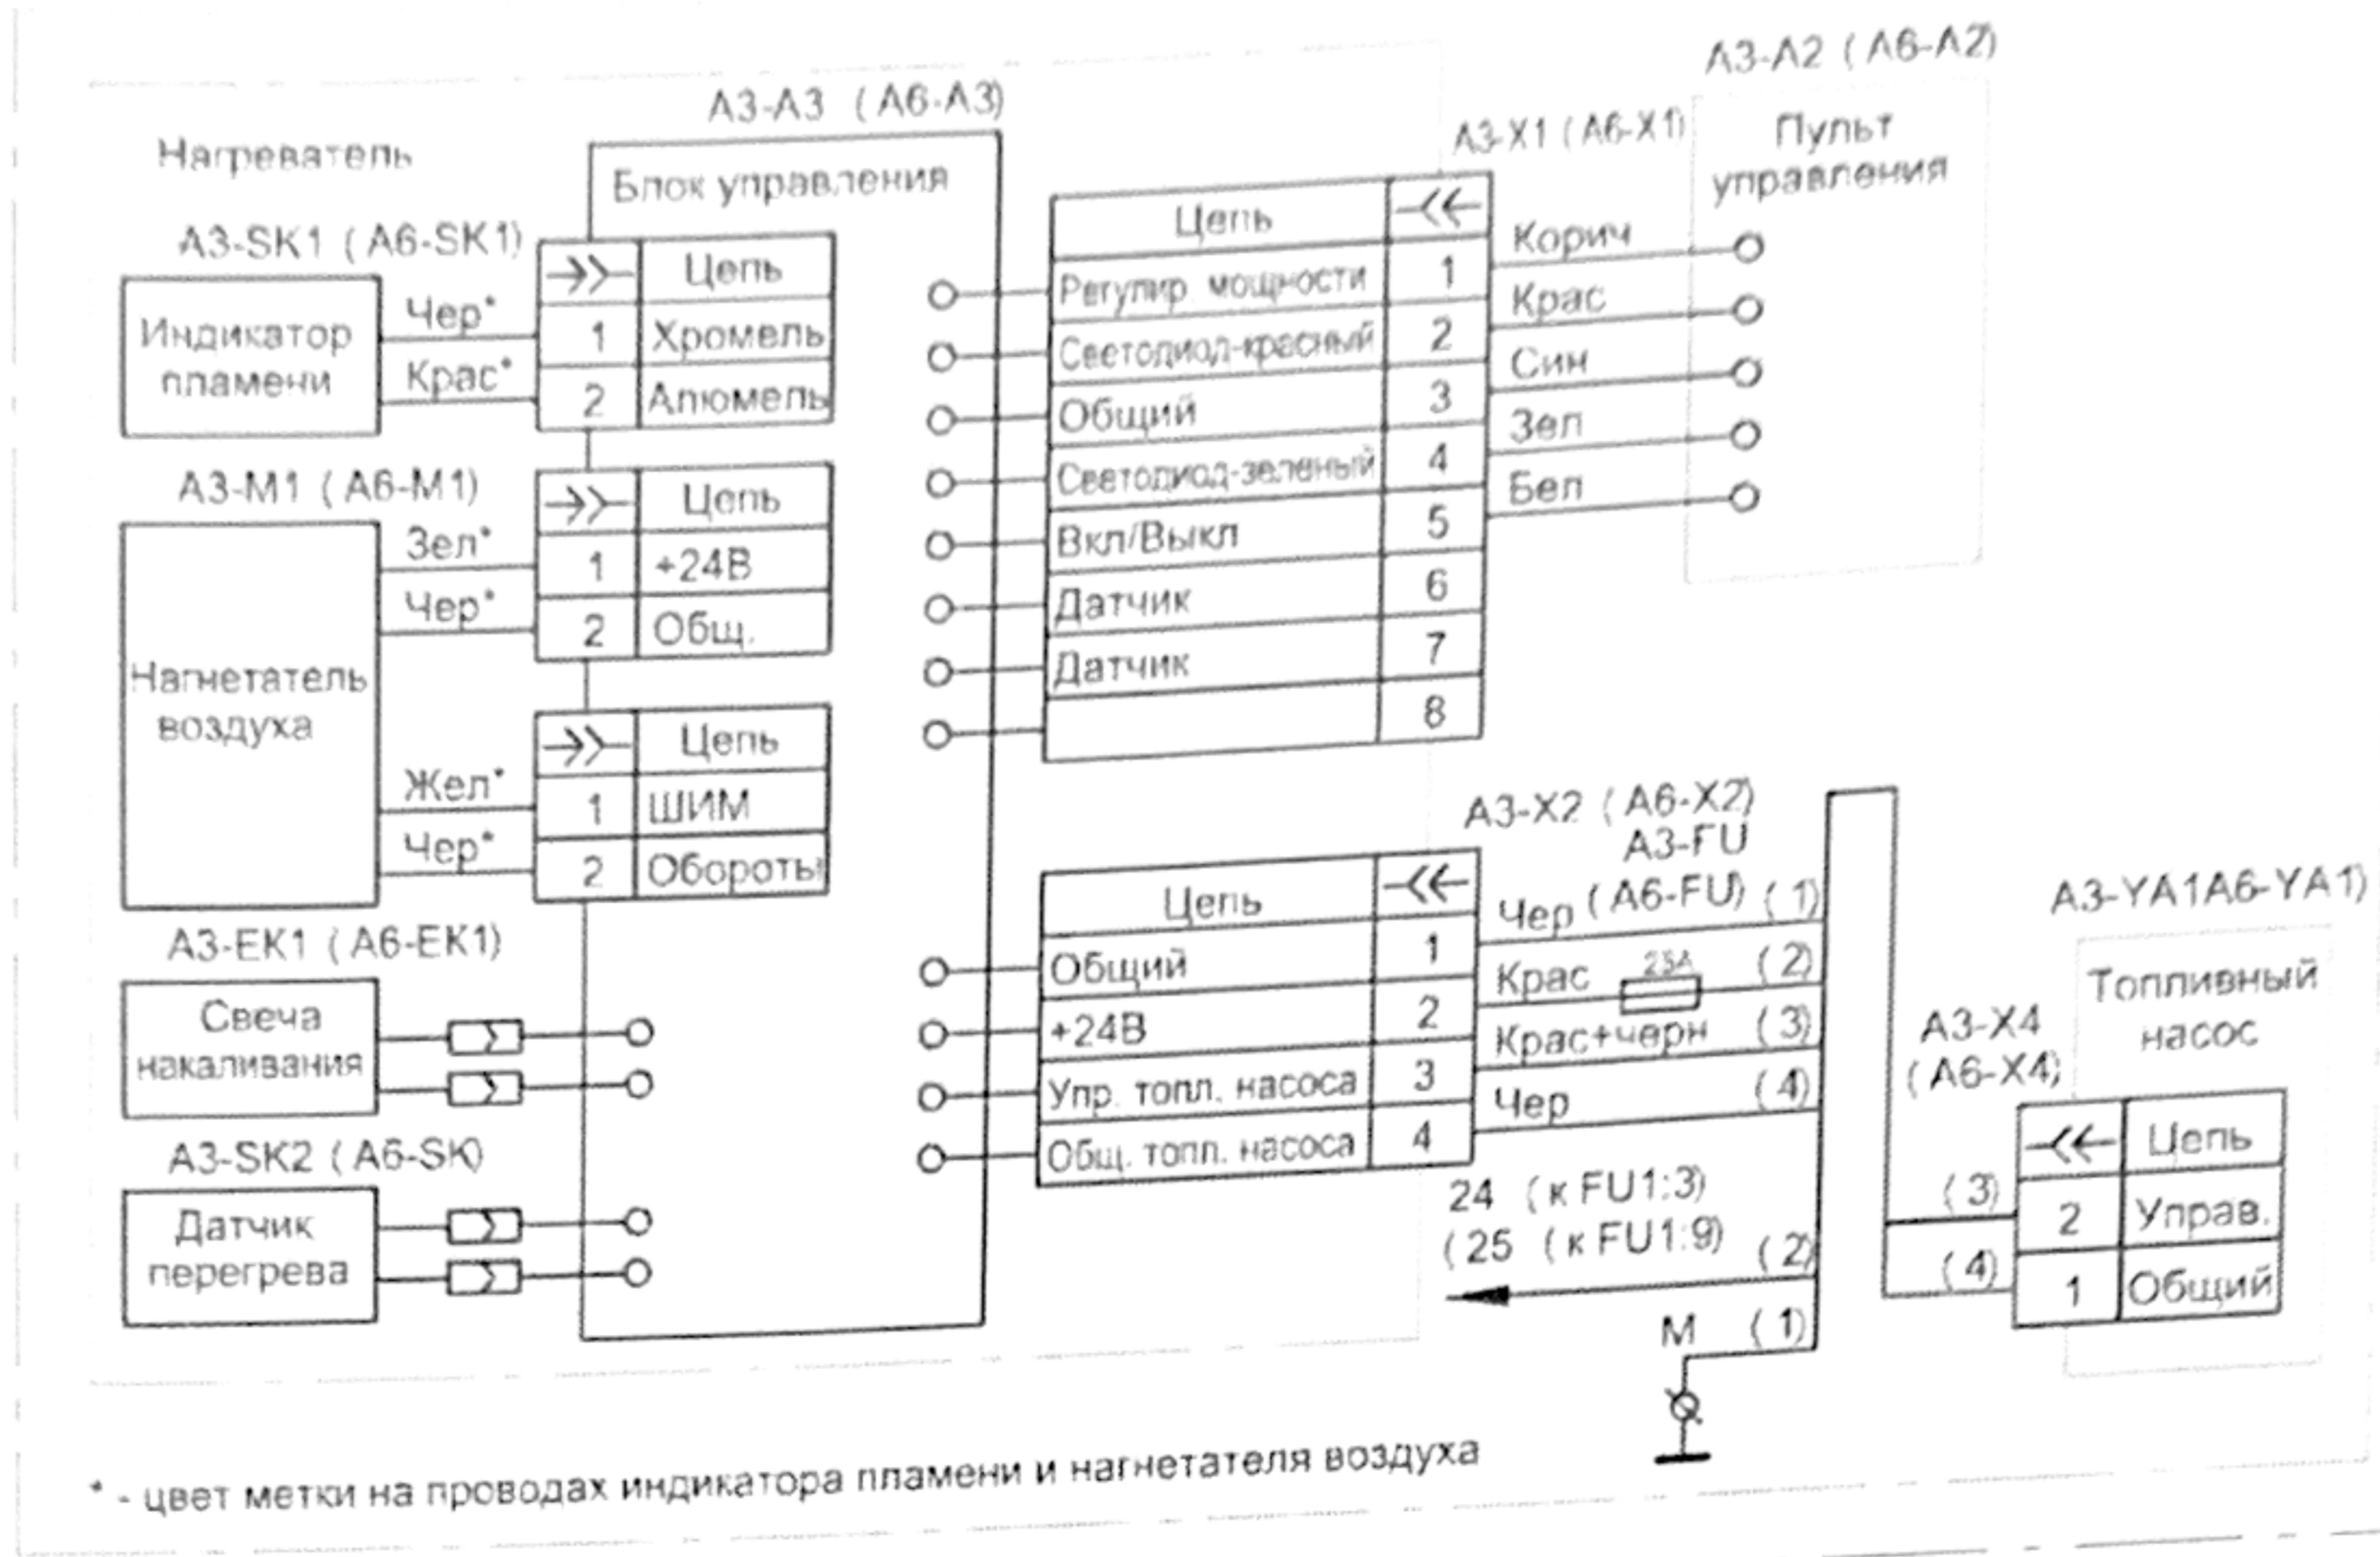 А3-А2 (А6-А2)
Пульт
управления
А3-А3 (А6-А3)
Нагреватель
Блок управления
А3-SK1 (А6-SK1)
Индикатор
пламени
Чер*
Крас*
Цепь
1 Хромель
2 Алюмель
А3-М1 (А6-М1)
Нагнетатель
воздуха
Зел*
Чер*
Цепь
1 +24В
2 Общ.
Жел*
Чер*
Цепь
1 ШИМ
2 Обороты
А3-ЕК1 (А6-ЕК1)
Свеча
накаливания
А3-SK2 (А6-SK)
Датчик
перегрева
А3-Х1 (А6-Х1)
Цепь
Регулир. мощности 1 Корич
Светодиод-красный 2 Крас
Общий 3 Син
Светодиод-зеленый 4 Зел
Вкл/Выкл 5 Бел
Датчик 6
Датчик 7
8
А3-Х2 (А6-Х2)
А3-FU
(А6-FU)
Цепь
Общий 1 Чер (1)
+24В 2 Крас 25А (2)
Упр. топл. насоса 3 Крас+черн (3)
Общ. топл. насоса 4 Чер (4)
24 (к FU1:3)
(25 (к FU1:9) (2)
М (1)
А3-YA1А6-YA1)
Топливный
насос
А3-Х4
(А6-Х4)
Цепь
(3) 2 Управ.
(4) 1 Общий
* - цвет метки на проводах индикатора пламени и нагнетателя воздуха